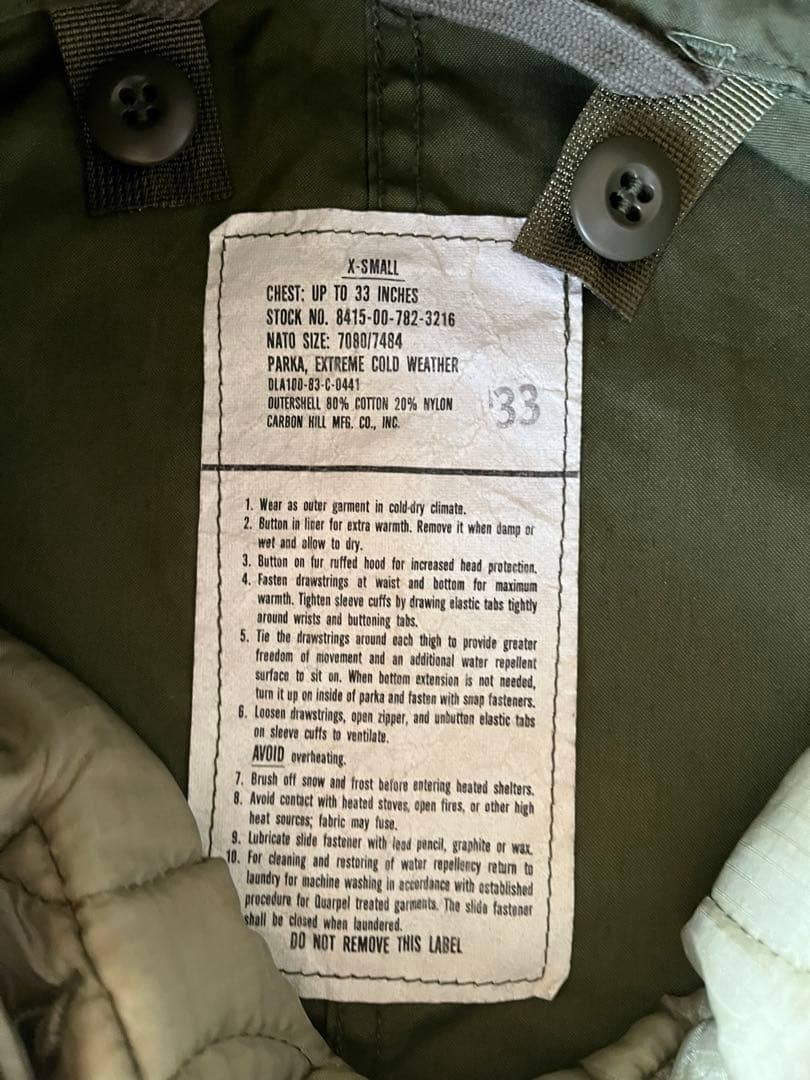 X-SMALL
CHEST: UP TO 33 INCHES
STOCK NO. 8415-00-782-3216
NATO SIZE: 7080/7484
PARKA, EXTREME COLD WEATHER
DLA100-83-C-0441
OUTERSHELL 80% COTTON 20% NYLON
CARBON HILL MFG. CO., INC.
33
1. Wear as outer garment in cold-dry climate.
2. Button in liner for extra warmth. Remove it when damp or
wet and allow to dry.
3. Button on fur ruffed hood for increased head protection.
4. Fasten drawstrings at waist and bottom for maximum
warmth. Tighten sleeve cuffs by drawing elastic tabs tightly
around wrists and buttoning tabs.
5. Tie the drawstrings around each thigh to provide greater
freedom of movement and an additional water repellent
surface to sit on. When bottom extension is not needed,
turn it up on inside of parka and fasten with snap fasteners.
6. Loosen drawstrings, open zipper, and unbutton elastic tabs
on sleeve cuffs to ventilate.
AVOID overheating.
7. Brush off snow and frost before entering heated shelters.
8. Avoid contact with heated stoves, open fires, or other high
heat sources; fabric may fuse.
9. Lubricate slide fastener with lead pencil, graphite or wax.
10. For cleaning and restoring of water repellency return to
laundry for machine washing in accordance with established
procedure for Quarpel treated garments. The slide fastener
shall be closed when laundered.
DO NOT REMOVE THIS LABEL